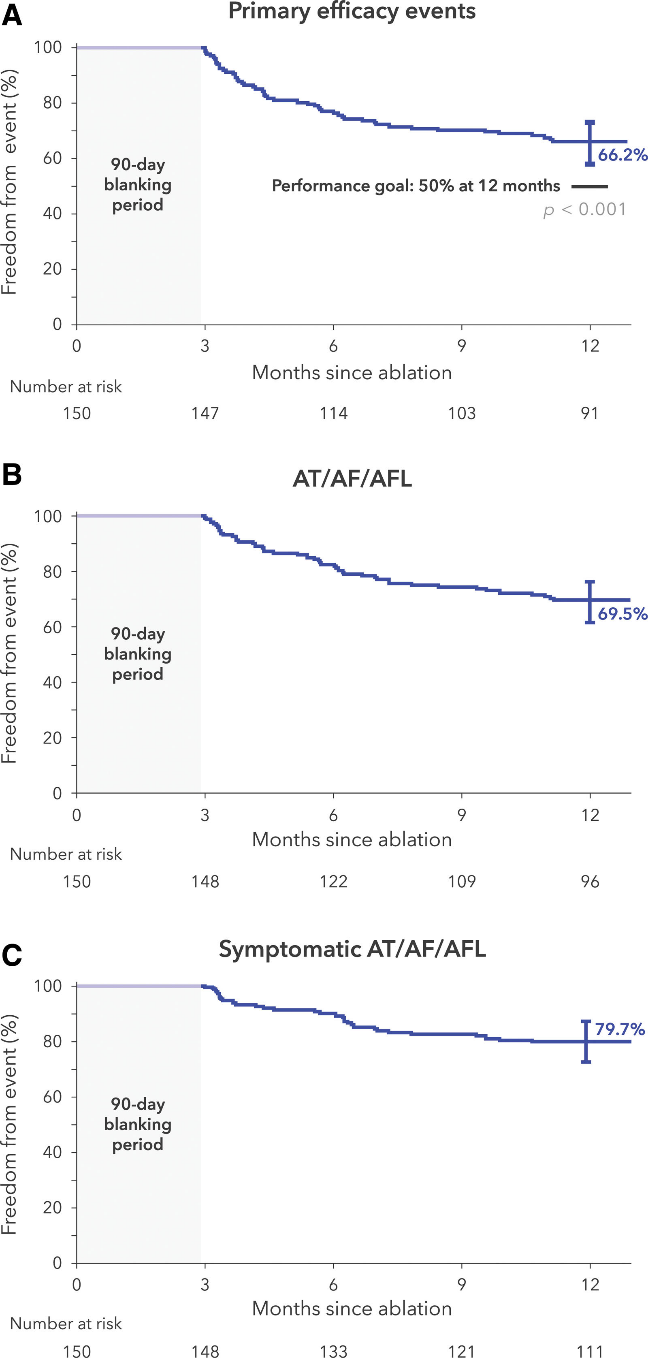 A
Primary efficacy events
Freedom from event (%)
100
80
60
40
20
0
90-day
blanking
period
66.2%
Performance goal: 50% at 12 months
p < 0.001
0 3 6 9 12
Months since ablation
Number at risk
150 147 114 103 91
B
AT/AF/AFL
Freedom from event (%)
100
80
60
40
20
0
90-day
blanking
period
69.5%
0 3 6 9 12
Months since ablation
Number at risk
150 148 122 109 96
C
Symptomatic AT/AF/AFL
Freedom from event (%)
100
80
60
40
20
0
90-day
blanking
period
79.7%
0 3 6 9 12
Months since ablation
Number at risk
150 148 133 121 111